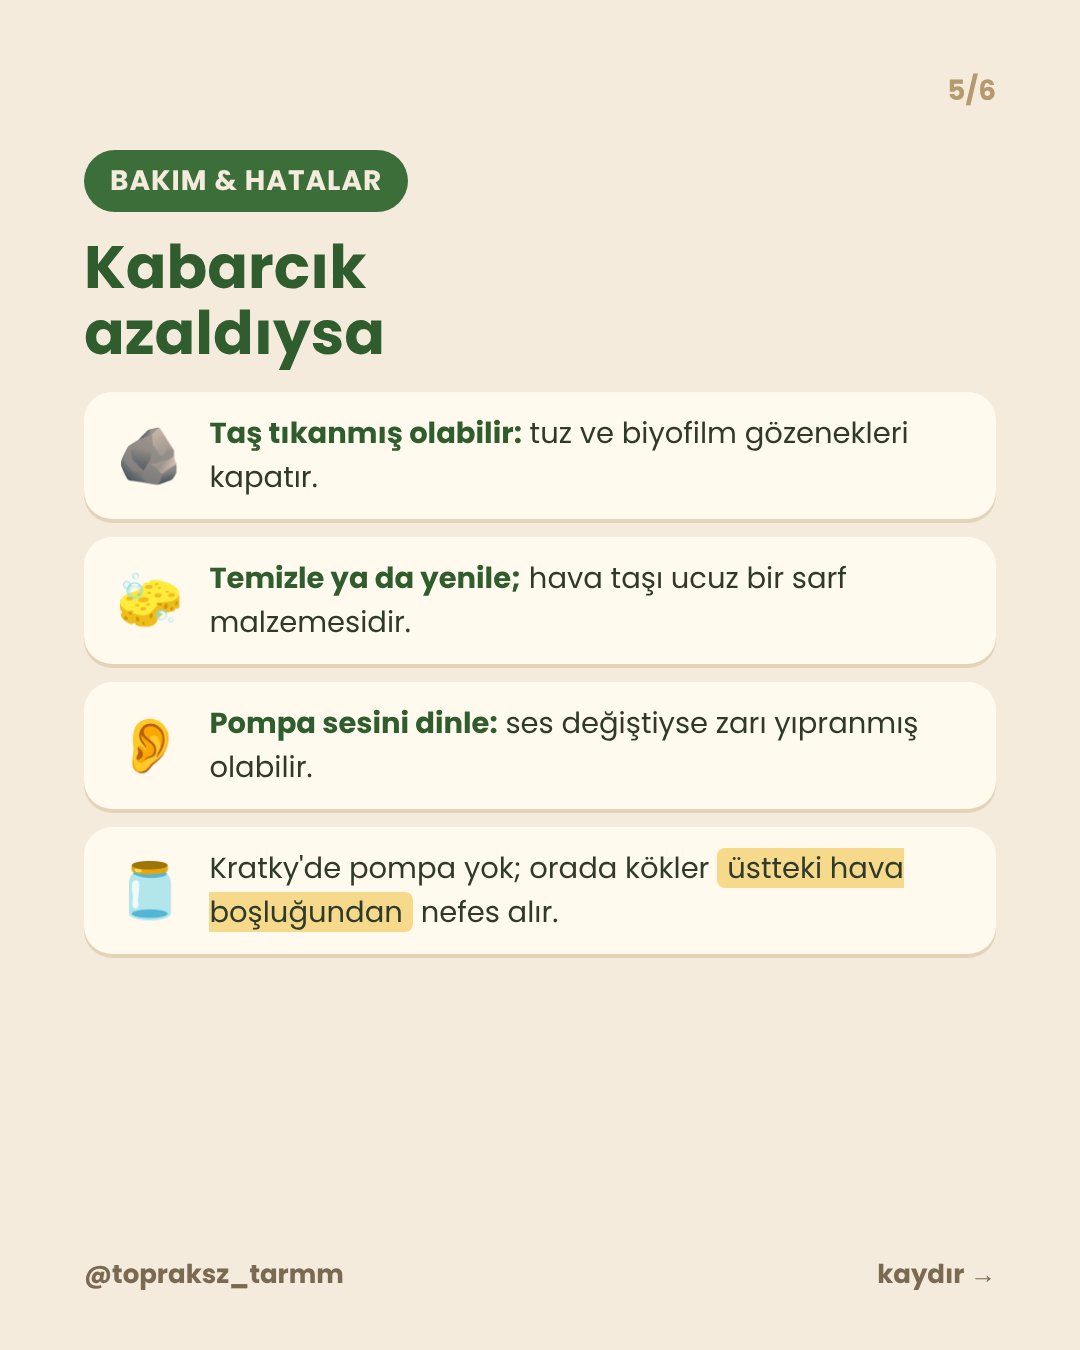 5/6
BAKIM & HATALAR
Kabarcık
azaldıysa
Taş tıkanmış olabilir: tuz ve biyofilm gözenekleri
kapatır.
Temizle ya da yenile; hava taşı ucuz bir sarf
malzemesidir.
Pompa sesini dinle: ses değiştiyse zarı yıpranmış
olabilir.
Kratky'de pompa yok; orada kökler üstteki hava
boşluğundan nefes alır.
@topraksz_tarmm
kaydır →